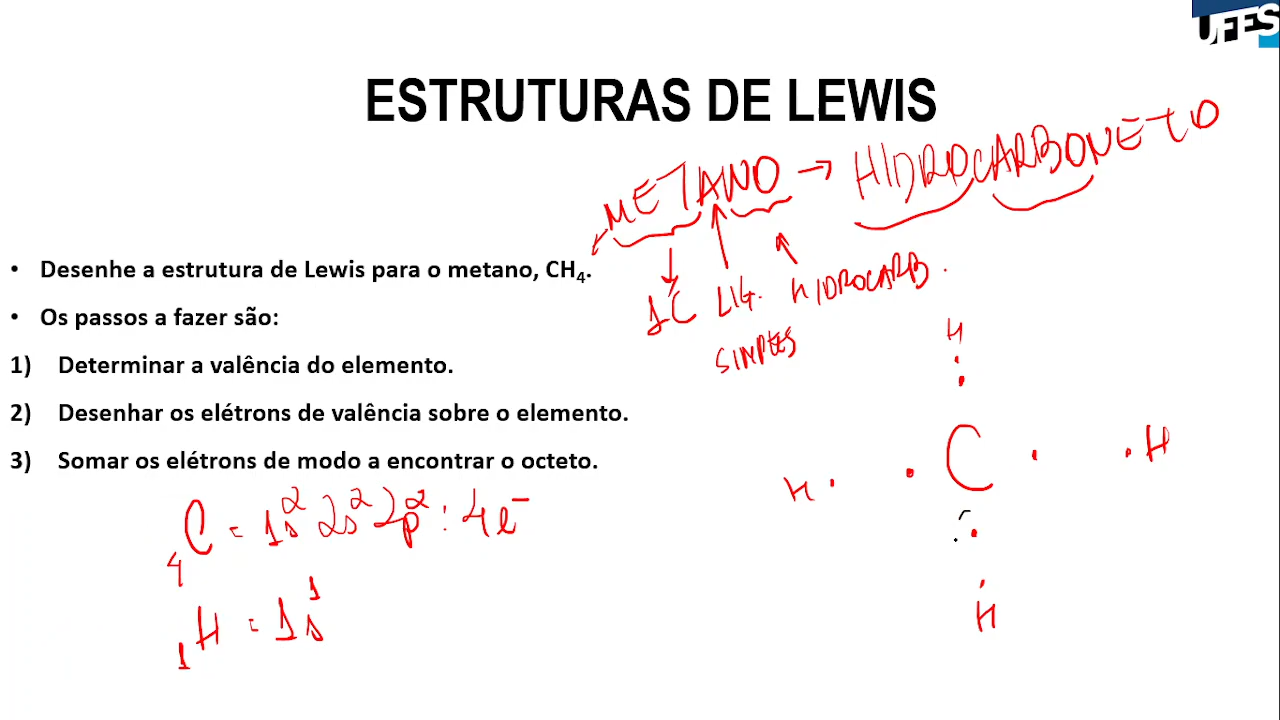 UFES
ESTRUTURAS DE LEWIS
METANO → HIDROCARBONETO
1C LIG. HIDROCARB.
SIMPLES
• Desenhe a estrutura de Lewis para o metano, CH₄.
• Os passos a fazer são:
1) Determinar a valência do elemento.
2) Desenhar os elétrons de valência sobre o elemento.
3) Somar os elétrons de modo a encontrar o octeto.
₄C = 1s² 2s² 2p² : 4e⁻
₁H = 1s¹
H
:
H · · C · · H
:
H